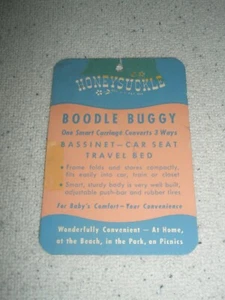 HONEYSUCKLE
BOODLE BUGGY
One Smart Carriage Converts 3 Ways
BASSINET—CAR SEAT
TRAVEL BED
• Frame folds and stores compactly,
fits easily into car, train or closet
• Smart, sturdy body is very well built,
adjustable push-bar and rubber tires
For Baby's Comfort—Your Convenience
Wonderfully Convenient — At Home,
at the Beach, in the Park, on Picnics